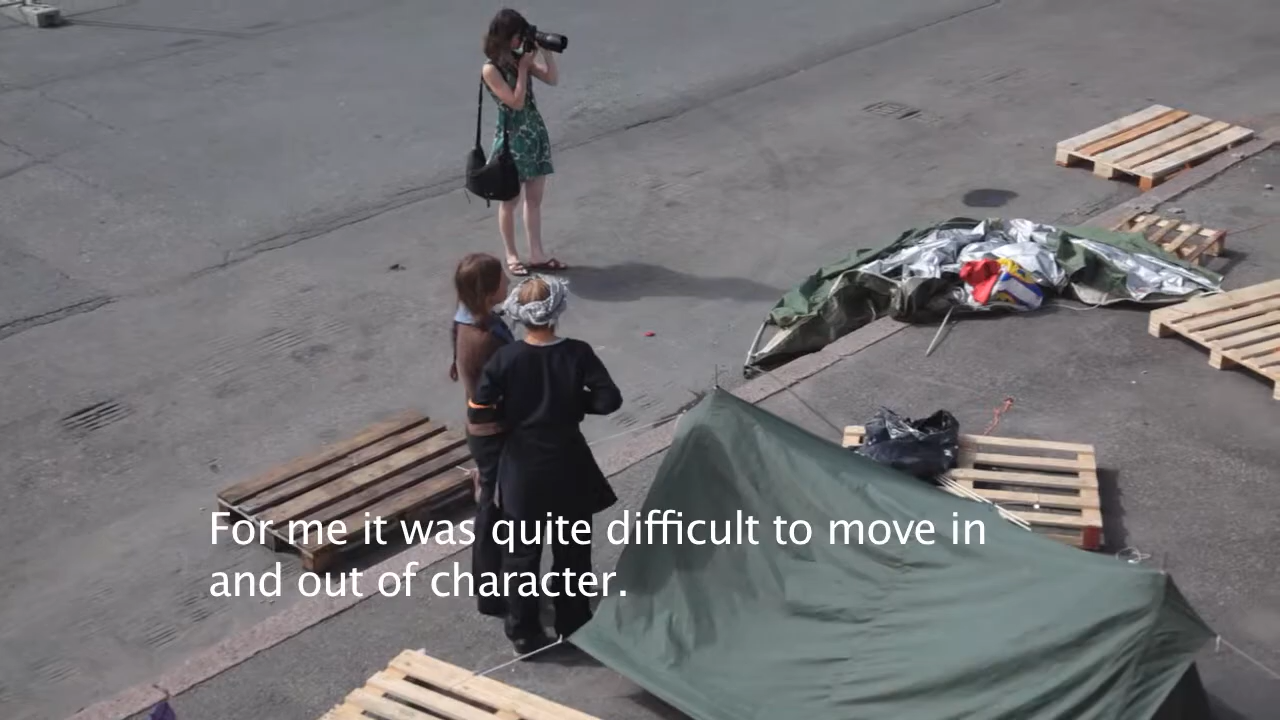 For me it was quite difficult to move in
and out of character.